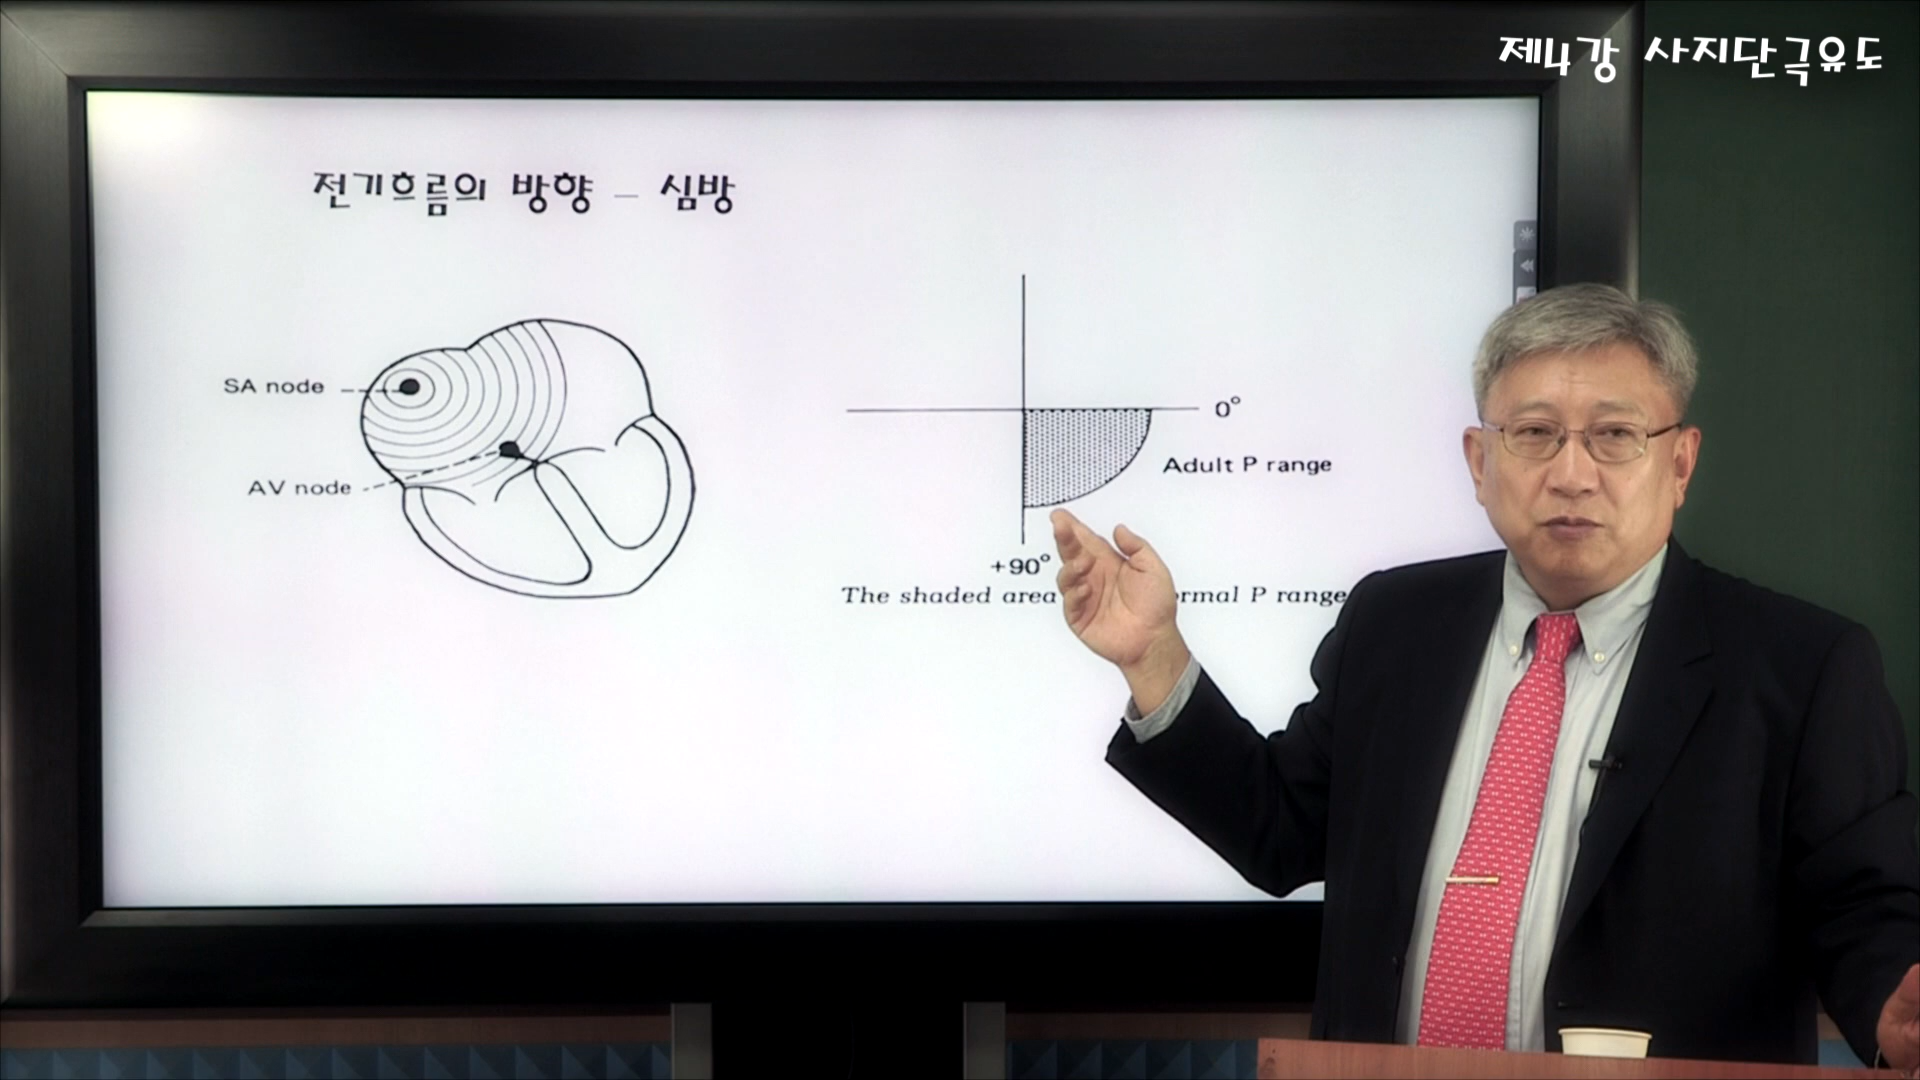 제4강 사지단극유도
전기흐름의 방향 – 심방
SA node
AV node
0°
Adult P range
+90°
The shaded area rmal P range